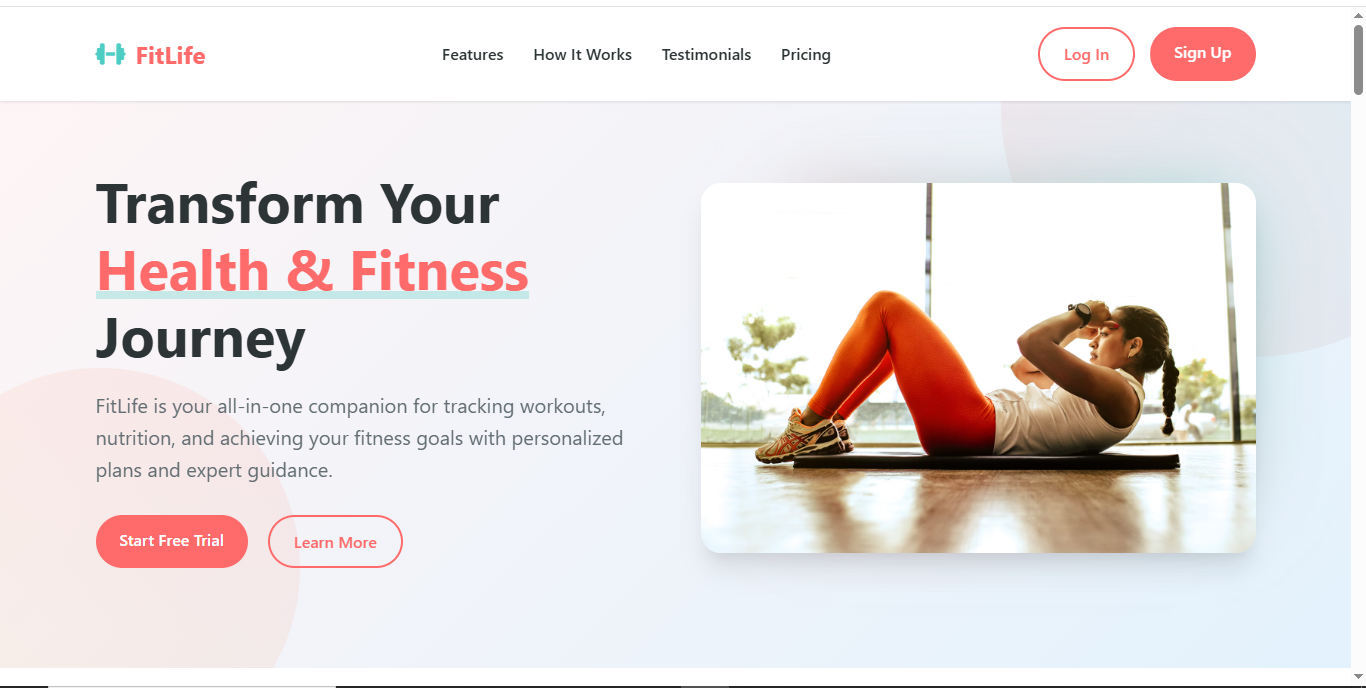 FitLife
Features
How It Works
Testimonials
Pricing
Log In
Sign Up
Transform Your
Health & Fitness
Journey
FitLife is your all-in-one companion for tracking workouts,
nutrition, and achieving your fitness goals with personalized
plans and expert guidance.
Start Free Trial
Learn More